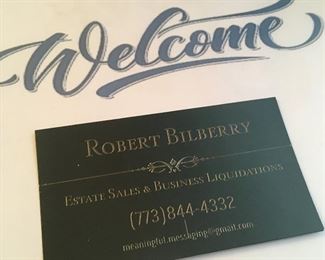 Welcome
Robert Bilberry
Estate Sales & Business Liquidations
(773)844-4332
meaningful.messaging@gmail.com